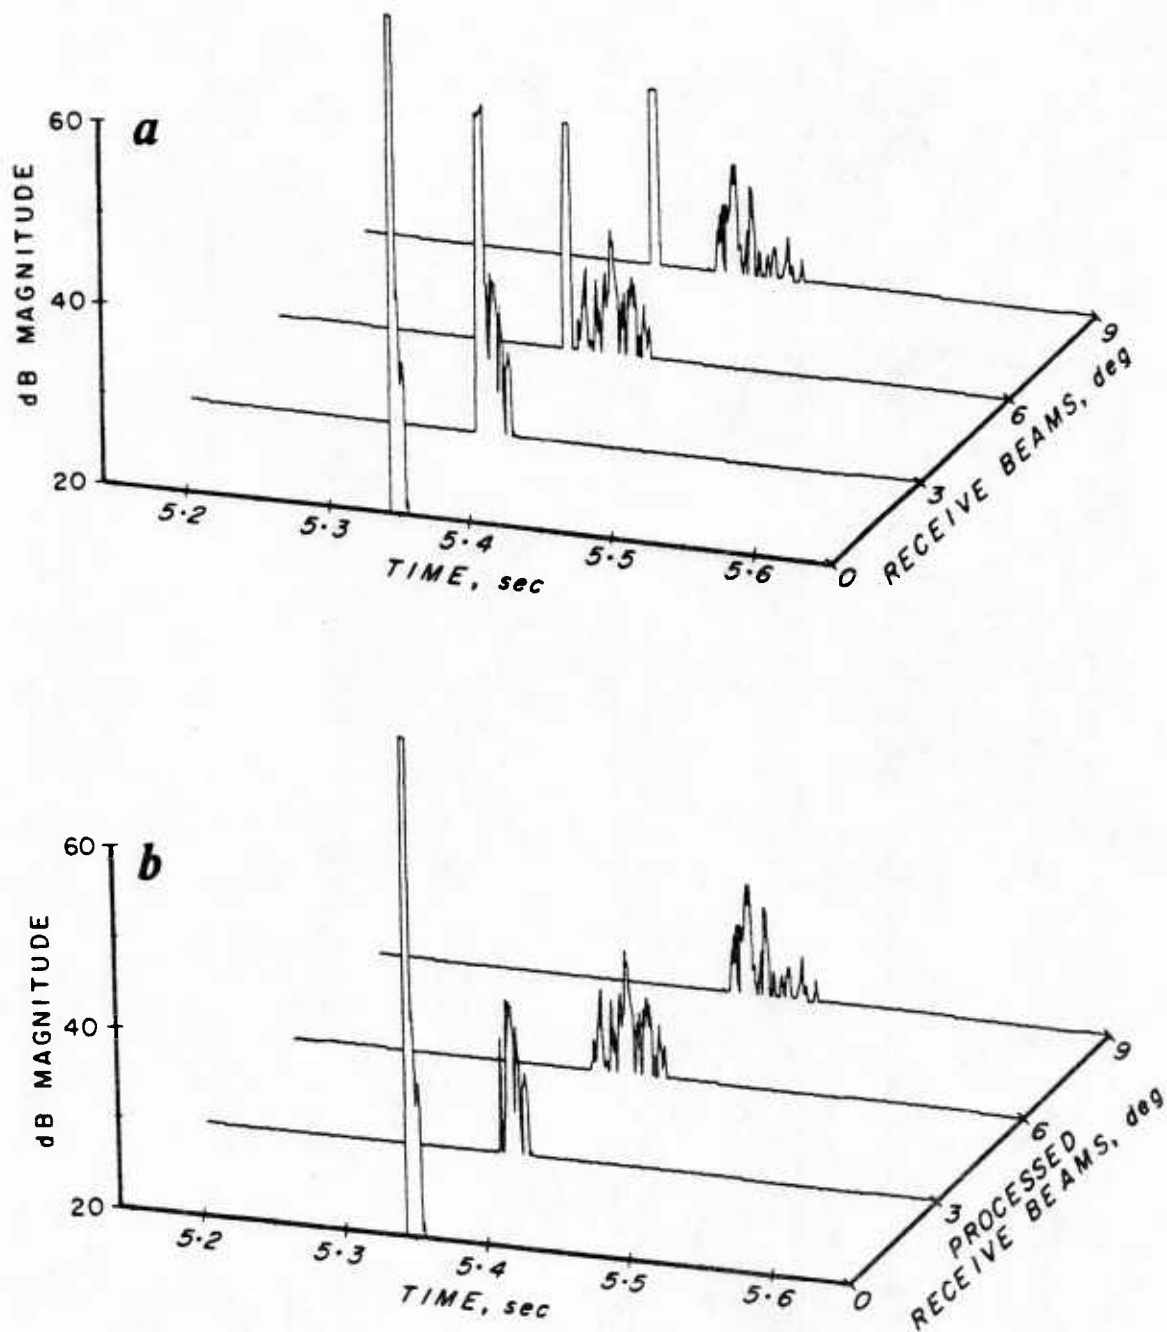 a
60
40
20
dB MAGNITUDE
5.2
5.3
5.4
5.5
5.6
TIME, sec
0
3
6
9
RECEIVE BEAMS, deg
b
60
40
20
dB MAGNITUDE
5.2
5.3
5.4
5.5
5.6
TIME, sec
0
3
6
9
PROCESSED
RECEIVE BEAMS, deg